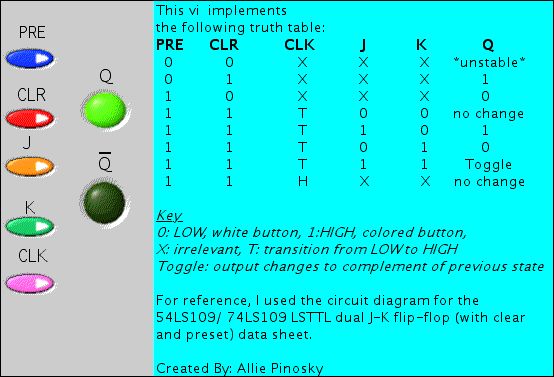 PRE
CLR
J
K
CLK
Q
Q̅
This vi implements
the following truth table:
PRE CLR CLK J K Q
0 0 X X X *unstable*
0 1 X X X 1
1 0 X X X 0
1 1 T 0 0 no change
1 1 T 1 0 1
1 1 T 0 1 0
1 1 T 1 1 Toggle
1 1 H X X no change
Key
0: LOW, white button, 1:HIGH, colored button,
X: irrelevant, T: transition from LOW to HIGH
Toggle: output changes to complement of previous state
For reference, I used the circuit diagram for the
54LS109/ 74LS109 LSTTL dual J-K flip-flop (with clear
and preset) data sheet.
Created By: Allie Pinosky